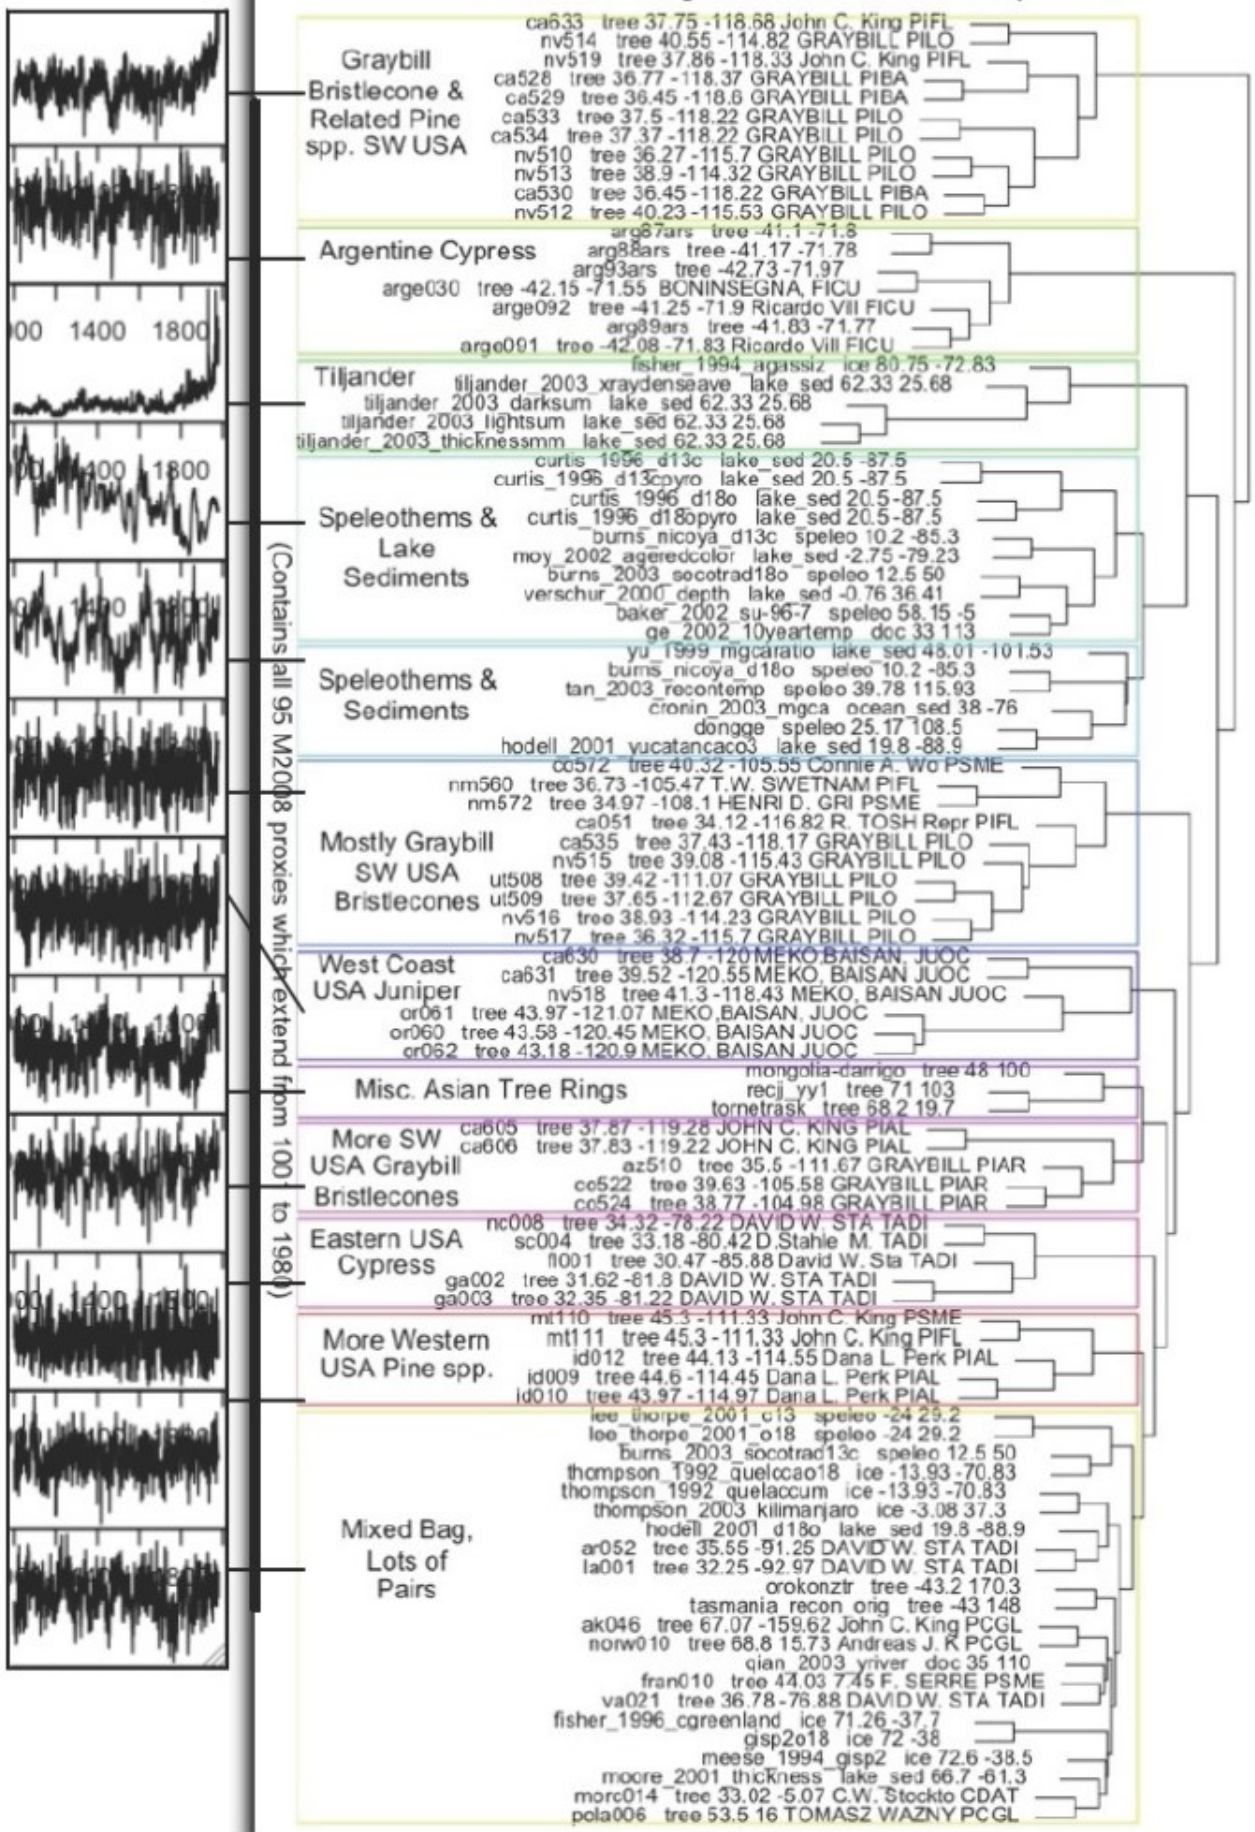 ca633 tree 37.75 -118.68 John C. King PIFL
nv514 tree 40.55 -114.82 GRAYBILL PILO
nv519 tree 37.86 -118.33 John C. King PIFL
ca528 tree 36.77 -118.37 GRAYBILL PIBA
ca529 tree 36.45 -118.6 GRAYBILL PIBA
ca533 tree 37.5 -118.22 GRAYBILL PILO
ca534 tree 37.37 -118.22 GRAYBILL PILO
nv510 tree 36.27 -115.7 GRAYBILL PILO
nv513 tree 38.9 -114.32 GRAYBILL PILO
ca530 tree 36.45 -118.22 GRAYBILL PIBA
nv512 tree 40.23 -115.53 GRAYBILL PILO
Graybill
Bristlecone &
Related Pine
spp. SW USA
Argentine Cypress
arg87ars tree -41.1 -71.8
arg88ars tree -41.17 -71.78
arg93ars tree -42.73 -71.97
arge030 tree -42.15 -71.55 BONINSEGNA, FICU
arge092 tree -41.25 -71.9 Ricardo Vill FICU
arg89ars tree -41.83 -71.77
arge091 tree -42.08 -71.83 Ricardo Vill FICU
Tiljander
fisher_1994_agassiz ice 80.75 -72.83
tiljander_2003_xraydenseave lake_sed 62.33 25.68
tiljander_2003_darksum lake_sed 62.33 25.68
tiljander_2003_lightsum lake_sed 62.33 25.68
tiljander_2003_thicknessmm lake_sed 62.33 25.68
Speleothems &
Lake
Sediments
curtis_1996_d13c lake_sed 20.5 -87.5
curtis_1996_d13cpyro lake_sed 20.5 -87.5
curtis_1996_d18o lake_sed 20.5 -87.5
curtis_1996_d18opyro lake_sed 20.5 -87.5
burns_nicoya_d13c speleo 10.2 -85.3
moy_2002_ageredcolor lake_sed -2.75 -79.23
burns_2003_socotrad18o speleo 12.5 50
verschur_2000_depth lake_sed -0.76 36.41
baker_2002_su-96-7 speleo 58.15 -5
ge_2002_10yeartemp doc 33 113
Speleothems &
Sediments
yu_1999_mgcaratio lake_sed 48.01 -101.53
burns_nicoya_d18o speleo 10.2 -85.3
tan_2003_recontemp speleo 39.78 115.93
cronin_2003_mgca ocean_sed 38 -76
dongge speleo 25.17 108.5
hodell_2001_yucatancaco3 lake_sed 19.8 -88.9
Mostly Graybill
SW USA
Bristlecones
co572 tree 40.32 -105.55 Connie A. Wo PSME
nm560 tree 36.73 -105.47 T.W. SWETNAM PIFL
nm572 tree 34.97 -108.1 HENRI D. GRI PSME
ca051 tree 34.12 -116.82 R. TOSH Repr PIFL
ca535 tree 37.43 -118.17 GRAYBILL PILO
nv515 tree 39.08 -115.43 GRAYBILL PILO
ut508 tree 39.42 -111.07 GRAYBILL PILO
ut509 tree 37.65 -112.67 GRAYBILL PILO
nv516 tree 38.93 -114.23 GRAYBILL PILO
nv517 tree 36.32 -115.7 GRAYBILL PILO
West Coast
USA Juniper
ca630 tree 38.7 -120 MEKO,BAISAN, JUOC
ca631 tree 39.52 -120.55 MEKO, BAISAN JUOC
nv518 tree 41.3 -118.43 MEKO, BAISAN JUOC
or061 tree 43.97 -121.07 MEKO,BAISAN, JUOC
or060 tree 43.58 -120.45 MEKO, BAISAN JUOC
or062 tree 43.18 -120.9 MEKO, BAISAN JUOC
Misc. Asian Tree Rings
mongolia-darrigo tree 48 100
recjj_yy1 tree 71 103
tornetrask tree 68.2 19.7
More SW
USA Graybill
Bristlecones
ca605 tree 37.87 -119.28 JOHN C. KING PIAL
ca606 tree 37.83 -119.22 JOHN C. KING PIAL
az510 tree 35.5 -111.67 GRAYBILL PIAR
co522 tree 39.63 -105.58 GRAYBILL PIAR
co524 tree 38.77 -104.98 GRAYBILL PIAR
Eastern USA
Cypress
nc008 tree 34.32 -78.22 DAVID W. STA TADI
sc004 tree 33.18 -80.42 D.Stahle M. TADI
fl001 tree 30.47 -85.88 David W. Sta TADI
ga002 tree 31.62 -81.8 DAVID W. STA TADI
ga003 tree 32.35 -81.22 DAVID W. STA TADI
More Western
USA Pine spp.
mt110 tree 45.3 -111.33 John C. King PSME
mt111 tree 45.3 -111.33 John C. King PIFL
id012 tree 44.13 -114.55 Dana L. Perk PIAL
id009 tree 44.6 -114.45 Dana L. Perk PIAL
id010 tree 43.97 -114.97 Dana L. Perk PIAL
Mixed Bag,
Lots of
Pairs
lee_thorpe_2001_c13 speleo -24 29.2
lee_thorpe_2001_o18 speleo -24 29.2
burns_2003_socotrad13c speleo 12.5 50
thompson_1992_quelccao18 ice -13.93 -70.83
thompson_1992_quelaccum ice -13.93 -70.83
thompson_2003_kilimanjaro ice -3.08 37.3
hodell_2001_d18o lake_sed 19.8 -88.9
ar052 tree 35.55 -91.25 DAVID W. STA TADI
la001 tree 32.25 -92.97 DAVID W. STA TADI
orokonztr tree -43.2 170.3
tasmania_recon_orig tree -43 148
ak046 tree 67.07 -159.62 John C. King PCGL
norw010 tree 68.8 15.73 Andreas J. K PCGL
qian_2003_yriver doc 35 110
fran010 tree 44.03 7.45 F. SERRE PSME
va021 tree 36.78 -76.88 DAVID W. STA TADI
fisher_1996_cgreenland ice 71.26 -37.7
gisp2o18 ice 72 -38
meese_1994_gisp2 ice 72.6 -38.5
moore_2001_thickness lake_sed 66.7 -61.3
morc014 tree 33.02 -5.07 C.W. Stockto CDAT
pola006 tree 53.5 16 TOMASZ WAZNY PCGL
(Contains all 95 M2008 proxies which extend from 1001 to 1980)
00 1400 1800
400 1800